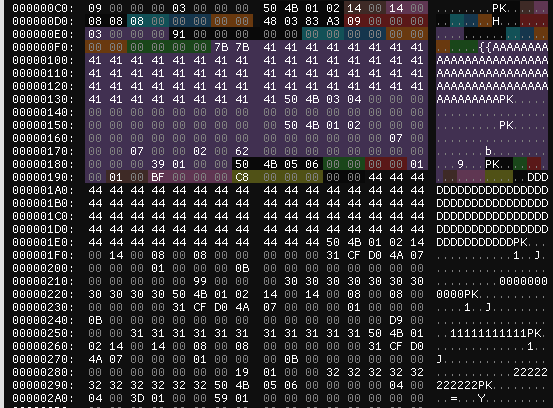 000000C0: 09 00 00 00 03 00 00 00 50 4B 01 02 14 00 14 00 ........PK......
000000D0: 08 08 08 00 00 00 00 00 48 03 83 A3 09 00 00 00 ........H.......
000000E0: 03 00 00 00 91 00 00 00 00 00 00 00 00 00 00 00 ................
000000F0: 00 00 00 00 00 00 7B 7B 41 41 41 41 41 41 41 41 ......{{AAAAAAAA
00000100: 41 41 41 41 41 41 41 41 41 41 41 41 41 41 41 41 AAAAAAAAAAAAAAAA
00000110: 41 41 41 41 41 41 41 41 41 41 41 41 41 41 41 41 AAAAAAAAAAAAAAAA
00000120: 41 41 41 41 41 41 41 41 41 41 41 41 41 41 41 41 AAAAAAAAAAAAAAAA
00000130: 41 41 41 41 41 41 41 41 41 50 4B 03 04 00 00 00 AAAAAAAAAPK.....
00000140: 00 00 00 00 00 00 00 00 00 00 00 00 00 00 00 00 ................
00000150: 00 00 00 00 00 00 00 00 00 50 4B 01 02 00 00 00 .........PK.....
00000160: 00 00 00 00 00 00 00 00 00 00 00 00 00 00 07 00 ................
00000170: 00 00 07 00 00 02 00 62 00 00 00 00 00 00 00 00 .......b........
00000180: 00 00 00 39 01 00 00 50 4B 05 06 00 00 00 00 01 ...9...PK.......
00000190: 00 01 00 BF 00 00 00 C8 00 00 00 00 00 44 44 44 .............DDD
000001A0: 44 44 44 44 44 44 44 44 44 44 44 44 44 44 44 44 DDDDDDDDDDDDDDDD
000001B0: 44 44 44 44 44 44 44 44 44 44 44 44 44 44 44 44 DDDDDDDDDDDDDDDD
000001C0: 44 44 44 44 44 44 44 44 44 44 44 44 44 44 44 44 DDDDDDDDDDDDDDDD
000001D0: 44 44 44 44 44 44 44 44 44 44 44 44 44 44 44 44 DDDDDDDDDDDDDDDD
000001E0: 44 44 44 44 44 44 44 44 44 44 44 50 4B 01 02 14 DDDDDDDDDDDPK...
000001F0: 00 14 00 08 00 08 00 00 00 00 00 31 CF D0 4A 07 ...........1..J.
00000200: 00 00 00 01 00 00 00 0B 00 00 00 00 00 00 00 00 ................
00000210: 00 00 00 00 00 99 00 00 00 30 30 30 30 30 30 30 .........0000000
00000220: 30 30 30 30 50 4B 01 02 14 00 14 00 08 00 08 00 0000PK..........
00000230: 00 00 00 00 31 CF D0 4A 07 00 00 00 01 00 00 00 ....1..J........
00000240: 0B 00 00 00 00 00 00 00 00 00 00 00 00 00 D9 00 ................
00000250: 00 00 31 31 31 31 31 31 31 31 31 31 31 50 4B 01 ..11111111111PK.
00000260: 02 14 00 14 00 08 00 08 00 00 00 00 00 31 CF D0 .............1..
00000270: 4A 07 00 00 00 01 00 00 00 0B 00 00 00 00 00 00 J...............
00000280: 00 00 00 00 00 00 00 19 01 00 00 32 32 32 32 32 ...........22222
00000290: 32 32 32 32 32 32 50 4B 05 06 00 00 00 00 04 00 222222PK........
000002A0: 04 00 3D 01 00 00 59 01 00 00 00 00 00 00 00 00 ..=...Y.........